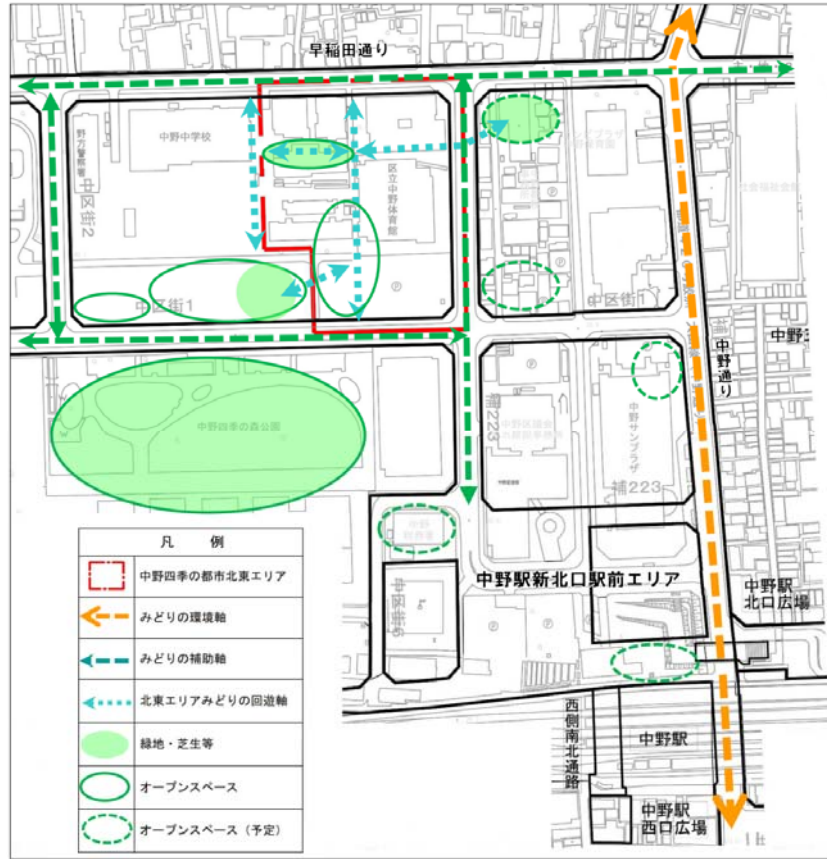 早稲田通り
中野中学校
野方警察署
中区街2
区立中野体育館
中区街1
中区街1
中野通り
中野四季の森公園
補223
中野サンプラザ
補223
中区街5
中野駅新北口駅前エリア
中野駅
北口広場
西側南北通路
中野駅
中野駅
西口広場
凡 例
中野四季の都市北東エリア
みどりの環境軸
みどりの補助軸
北東エリアみどりの回遊軸
緑地・芝生等
オープンスペース
オープンスペース（予定）